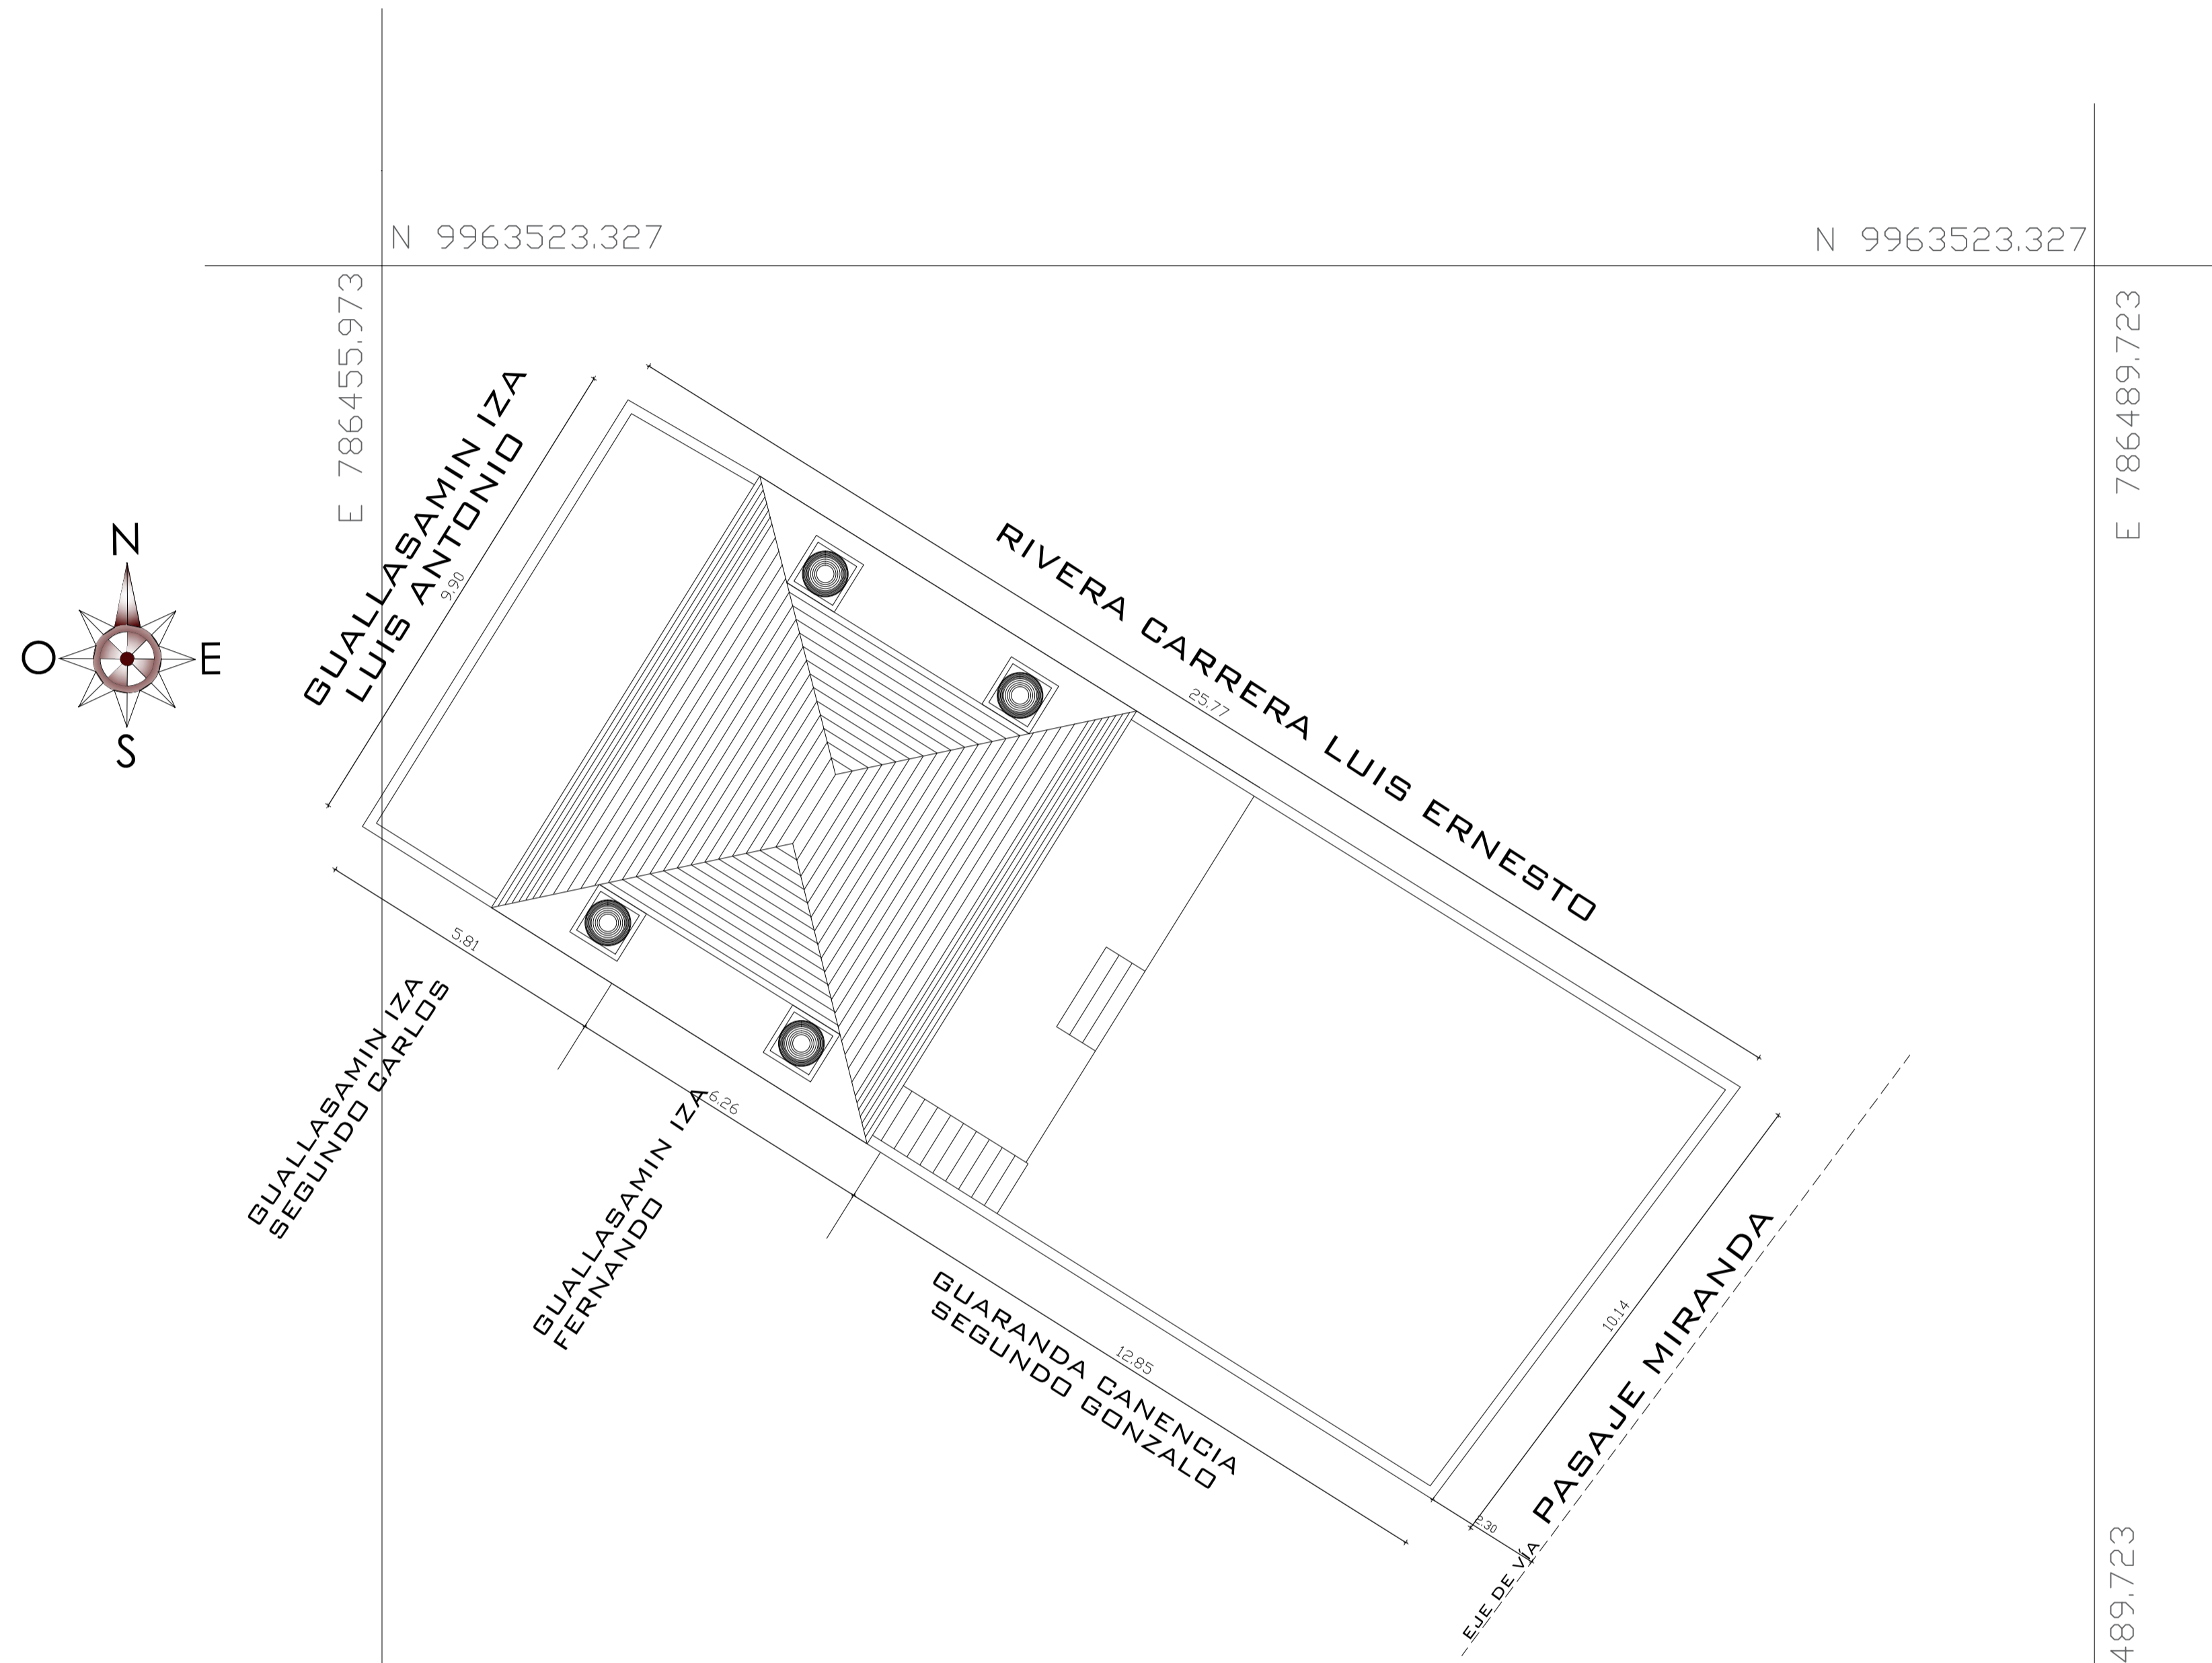 N 9963523.327
N 9963523.327
E 786455.973
E 786489.723
GUALLASAMIN IZA
LUIS ANTONIO
9.90
N
O
E
S
RIVERA CARRERA LUIS ERNESTO
25.77
5.81
GUALLASAMIN IZA
SEGUNDO CARLOS
6.26
GUALLASAMIN IZA
FERNANDO
GUARANDA CANENCIA
SEGUNDO GONZALO
12.85
10.14
PASAJE MIRANDA
2.30
EJE DE VÍA
489.723